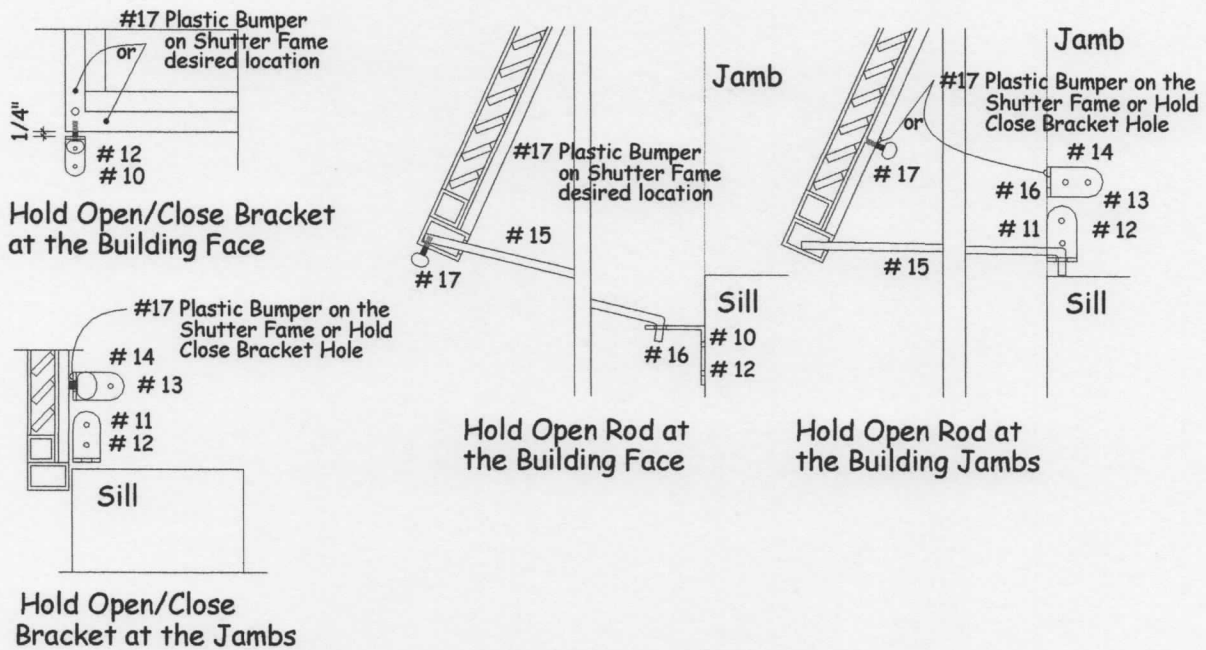 #17 Plastic Bumper
on Shutter Fame
desired location
or
1/4"
# 12
# 10
Hold Open/Close Bracket
at the Building Face
#17 Plastic Bumper on the
Shutter Fame or Hold
Close Bracket Hole
# 14
# 13
# 11
# 12
Sill
Hold Open/Close
Bracket at the Jambs
Jamb
#17 Plastic Bumper
on Shutter Fame
desired location
# 15
# 17
Sill
# 10
# 16
# 12
Hold Open Rod at
the Building Face
Jamb
#17 Plastic Bumper on the
Shutter Fame or Hold
Close Bracket Hole
or
# 14
# 17
# 16
# 13
# 11
# 12
# 15
Sill
Hold Open Rod at
the Building Jambs